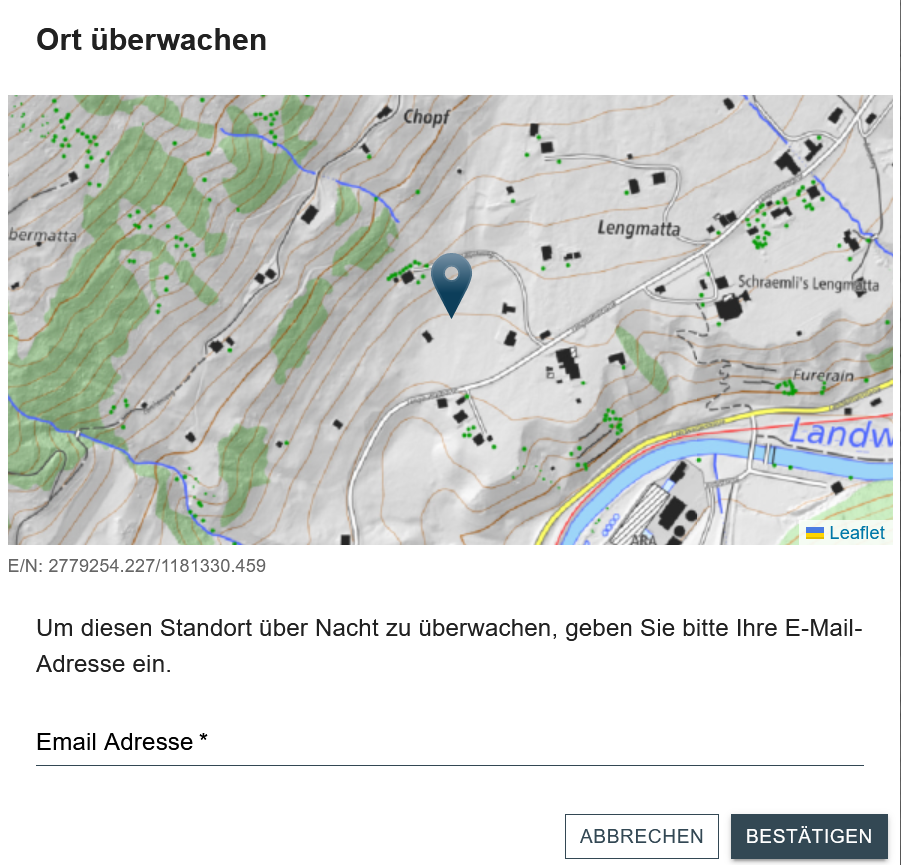 Ort überwachen
Chopf
bermatta
Lengmatta
Schraemli's Lengmatta
Furerain
Landw
ARA
Leaflet
E/N: 2779254.227/1181330.459
Um diesen Standort über Nacht zu überwachen, geben Sie bitte Ihre E-Mail-
Adresse ein.
Email Adresse *
ABBRECHEN
BESTÄTIGEN